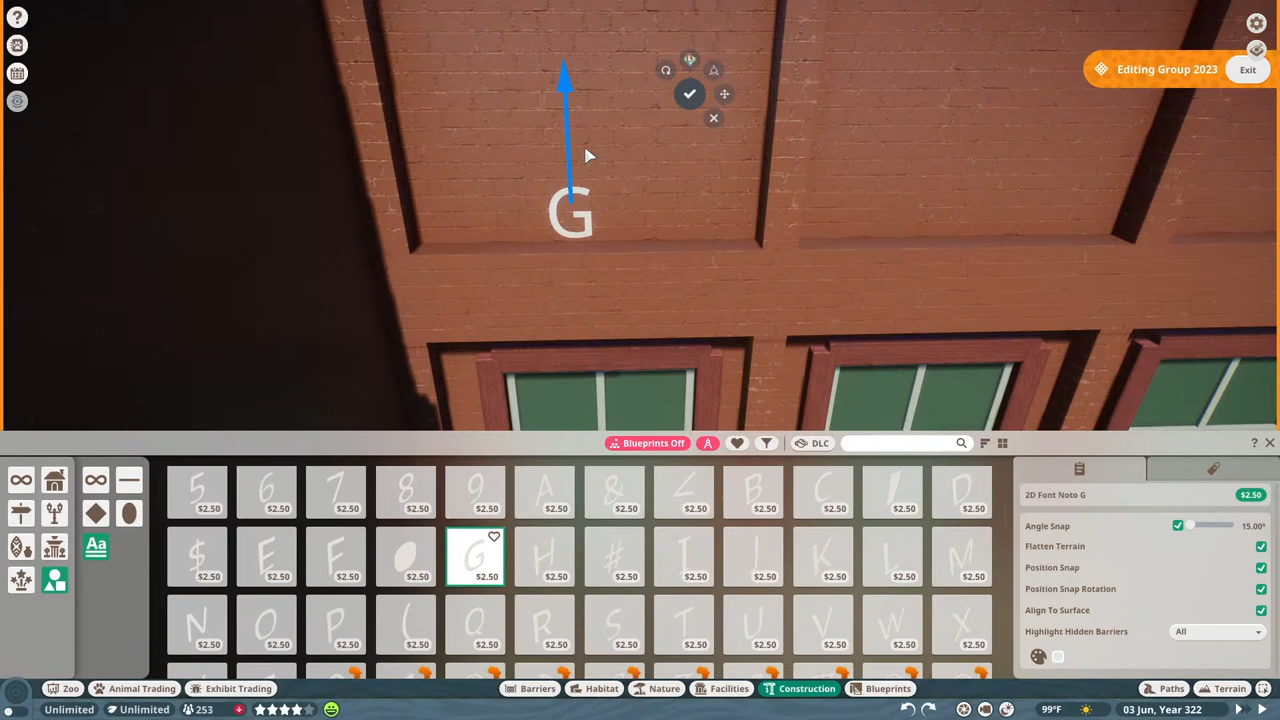 Editing Group 2023
Exit
G
Blueprints Off
DLC
?
5 $2.50
6 $2.50
7 $2.50
8 $2.50
9 $2.50
A $2.50
& $2.50
∠ $2.50
B $2.50
C $2.50
/ $2.50
D $2.50
$ $2.50
E $2.50
F $2.50
$2.50
G $2.50
H $2.50
# $2.50
I $2.50
J $2.50
K $2.50
L $2.50
M $2.50
N $2.50
O $2.50
P $2.50
( $2.50
Q $2.50
R $2.50
S $2.50
T $2.50
U $2.50
V $2.50
W $2.50
X $2.50
Aa
2D Font Noto G $2.50
Angle Snap 15.00°
Flatten Terrain
Position Snap
Position Snap Rotation
Align To Surface
Highlight Hidden Barriers All
Zoo Animal Trading Exhibit Trading Barriers Habitat Nature Facilities Construction Blueprints Paths Terrain
Unlimited Unlimited 253 99°F 03 Jun, Year 322